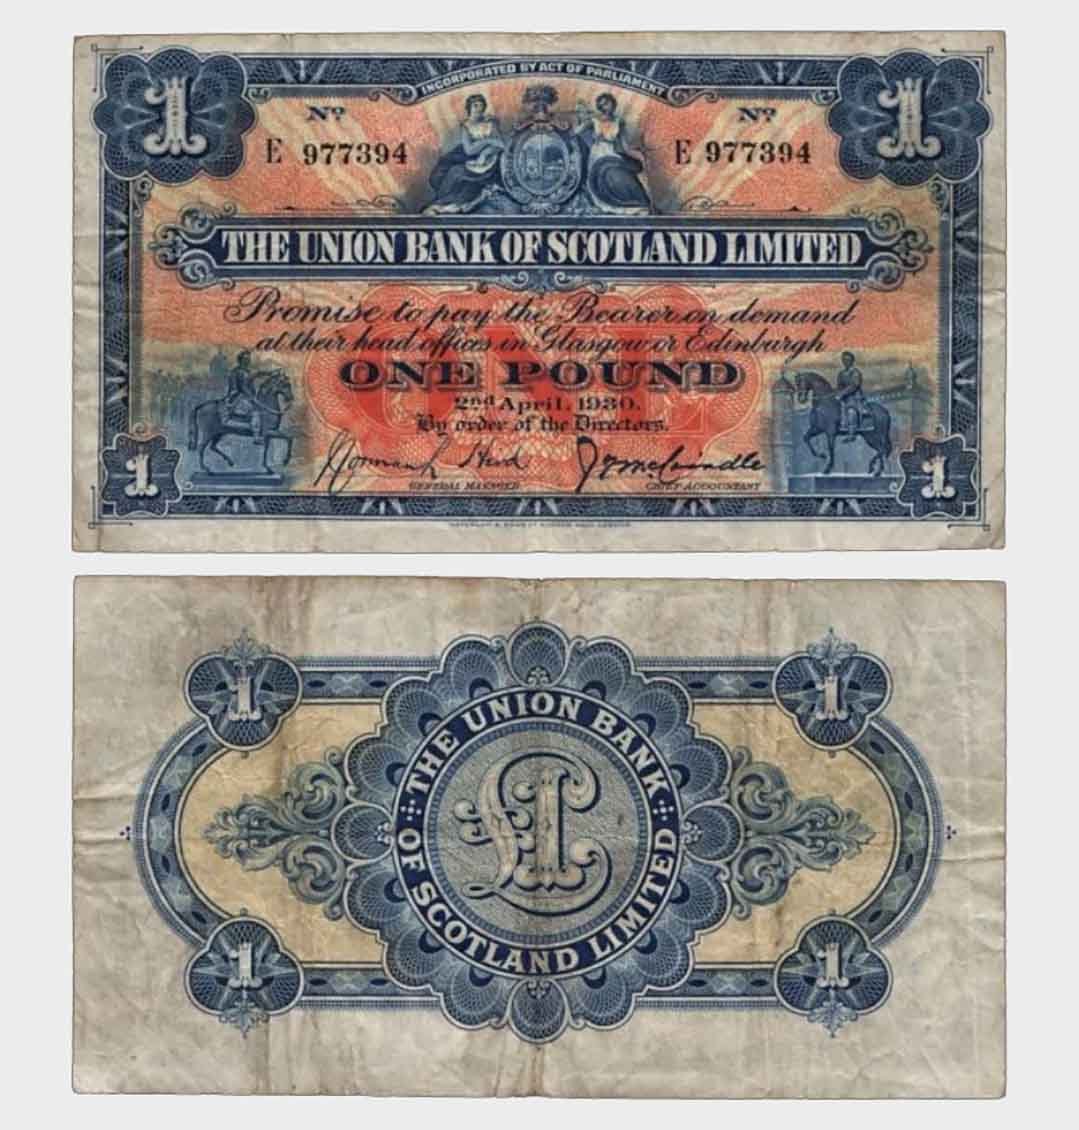 INCORPORATED BY ACT OF PARLIAMENT
1 1
Nº Nº
E 977394 E 977394
THE UNION BANK OF SCOTLAND LIMITED
Promise to pay the Bearer on demand
at their head offices in Glasgow or Edinburgh
ONE
ONE POUND
2nd April, 1930.
By order of the Directors.
GENERAL MANAGER CHIEF ACCOUNTANT
1 1
1 1
THE UNION BANK
£1
OF SCOTLAND LIMITED
1 1